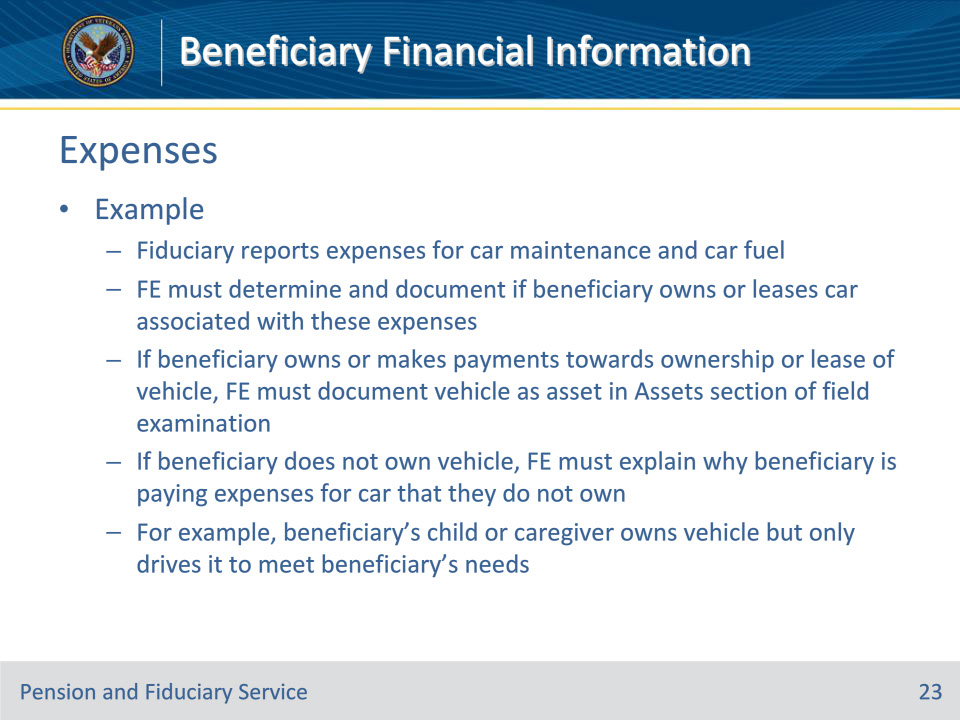 Beneficiary Financial Information
Expenses
• Example
– Fiduciary reports expenses for car maintenance and car fuel
– FE must determine and document if beneficiary owns or leases car
associated with these expenses
– If beneficiary owns or makes payments towards ownership or lease of
vehicle, FE must document vehicle as asset in Assets section of field
examination
– If beneficiary does not own vehicle, FE must explain why beneficiary is
paying expenses for car that they do not own
– For example, beneficiary’s child or caregiver owns vehicle but only
drives it to meet beneficiary’s needs
Pension and Fiduciary Service
23